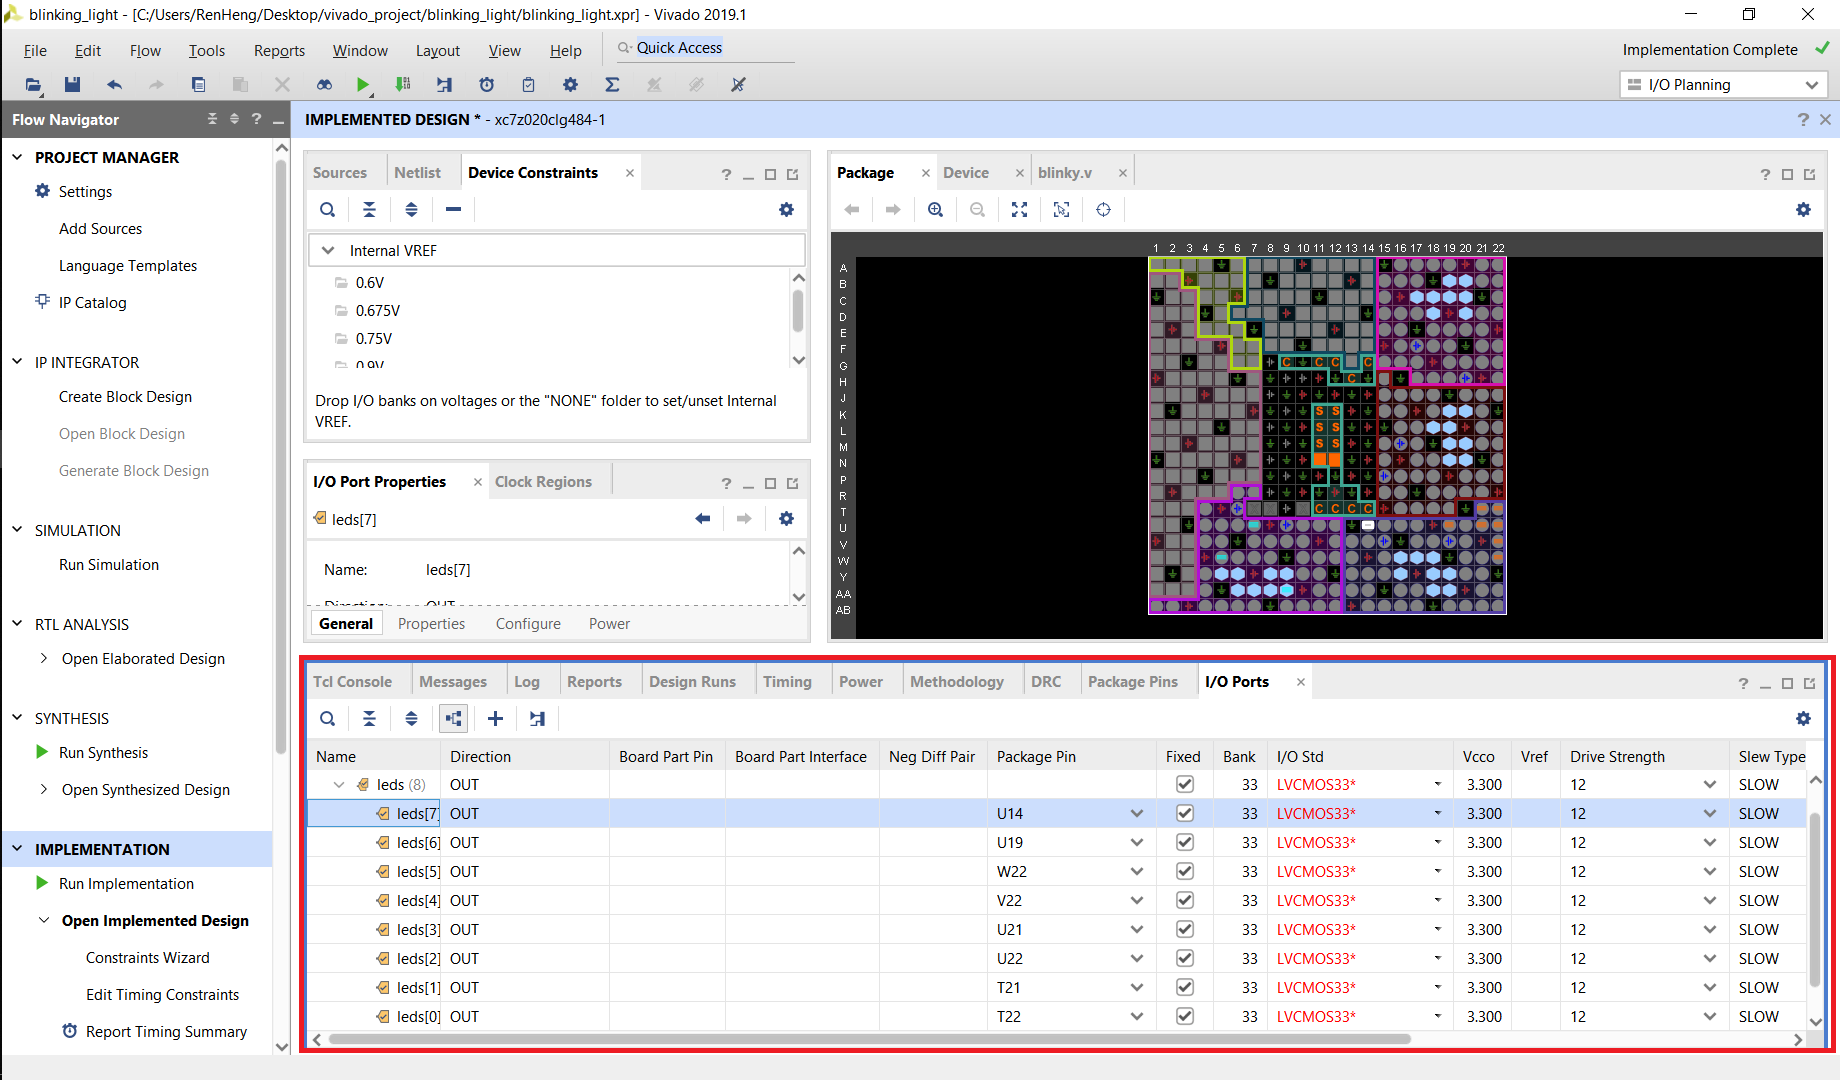 blinking_light - [C:/Users/RenHeng/Desktop/vivado_project/blinking_light/blinking_light.xpr] - Vivado 2019.1
File Edit Flow Tools Reports Window Layout View Help Quick Access
Implementation Complete
I/O Planning
Flow Navigator
PROJECT MANAGER
Settings
Add Sources
Language Templates
IP Catalog
IP INTEGRATOR
Create Block Design
Open Block Design
Generate Block Design
SIMULATION
Run Simulation
RTL ANALYSIS
Open Elaborated Design
SYNTHESIS
Run Synthesis
Open Synthesized Design
IMPLEMENTATION
Run Implementation
Open Implemented Design
Constraints Wizard
Edit Timing Constraints
Report Timing Summary
IMPLEMENTED DESIGN * - xc7z020clg484-1
Sources Netlist Device Constraints
Internal VREF
0.6V
0.675V
0.75V
0.9V
Drop I/O banks on voltages or the "NONE" folder to set/unset Internal
VREF.
I/O Port Properties Clock Regions
leds[7]
Name: leds[7]
Direction: OUT
General Properties Configure Power
Package Device blinky.v
1 2 3 4 5 6 7 8 9 10 11 12 13 14 15 16 17 18 19 20 21 22
A
B
C
D
E
F
G
H
J
K
L
M
N
P
R
T
U
V
W
Y
AA
AB
C C C C
C
S S
S S
S S
C C C C
Tcl Console Messages Log Reports Design Runs Timing Power Methodology DRC Package Pins I/O Ports
Name Direction Board Part Pin Board Part Interface Neg Diff Pair Package Pin Fixed Bank I/O Std Vcco Vref Drive Strength Slew Type
leds (8) OUT 33 LVCMOS33* 3.300 12 SLOW
leds[7] OUT U14 33 LVCMOS33* 3.300 12 SLOW
leds[6] OUT U19 33 LVCMOS33* 3.300 12 SLOW
leds[5] OUT W22 33 LVCMOS33* 3.300 12 SLOW
leds[4] OUT V22 33 LVCMOS33* 3.300 12 SLOW
leds[3] OUT U21 33 LVCMOS33* 3.300 12 SLOW
leds[2] OUT U22 33 LVCMOS33* 3.300 12 SLOW
leds[1] OUT T21 33 LVCMOS33* 3.300 12 SLOW
leds[0] OUT T22 33 LVCMOS33* 3.300 12 SLOW